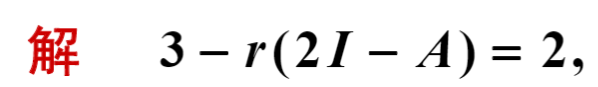 解 3 − r(2I − A) = 2,